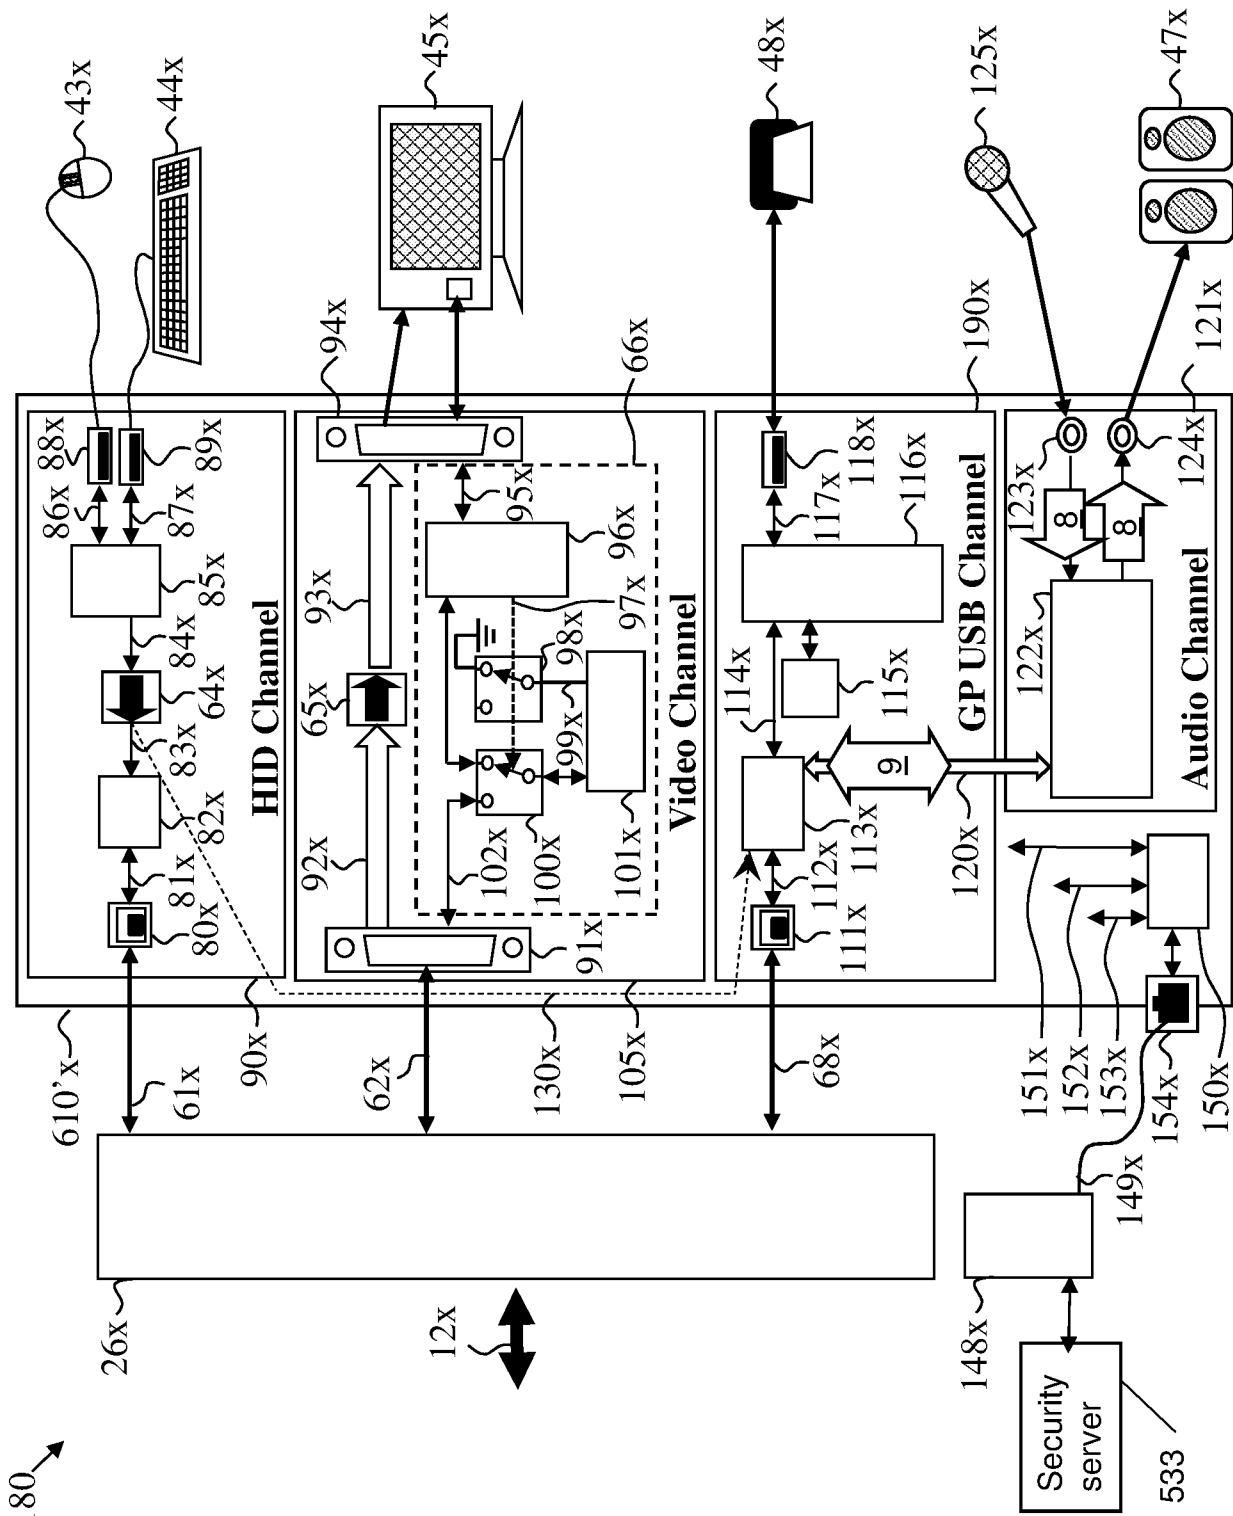 43x
44x
45x
48x
125x
47x
94x
66x
190x
121x
88x
86x
89x
87x
85x
84x
64x
83x
82x
81x
80x
HID Channel
93x
95x
96x
97x
98x
65x
99x
92x
102x
100x
101x
91x
Video Channel
118x
117x
116x
114x
115x
113x
112x
111x
120x
9
GP USB Channel
123x
124x
8
8
122x
Audio Channel
610’x
90x
61x
62x
130x
105x
68x
151x
152x
153x
154x
150x
149x
26x
12x
148x
Security
server
533
80